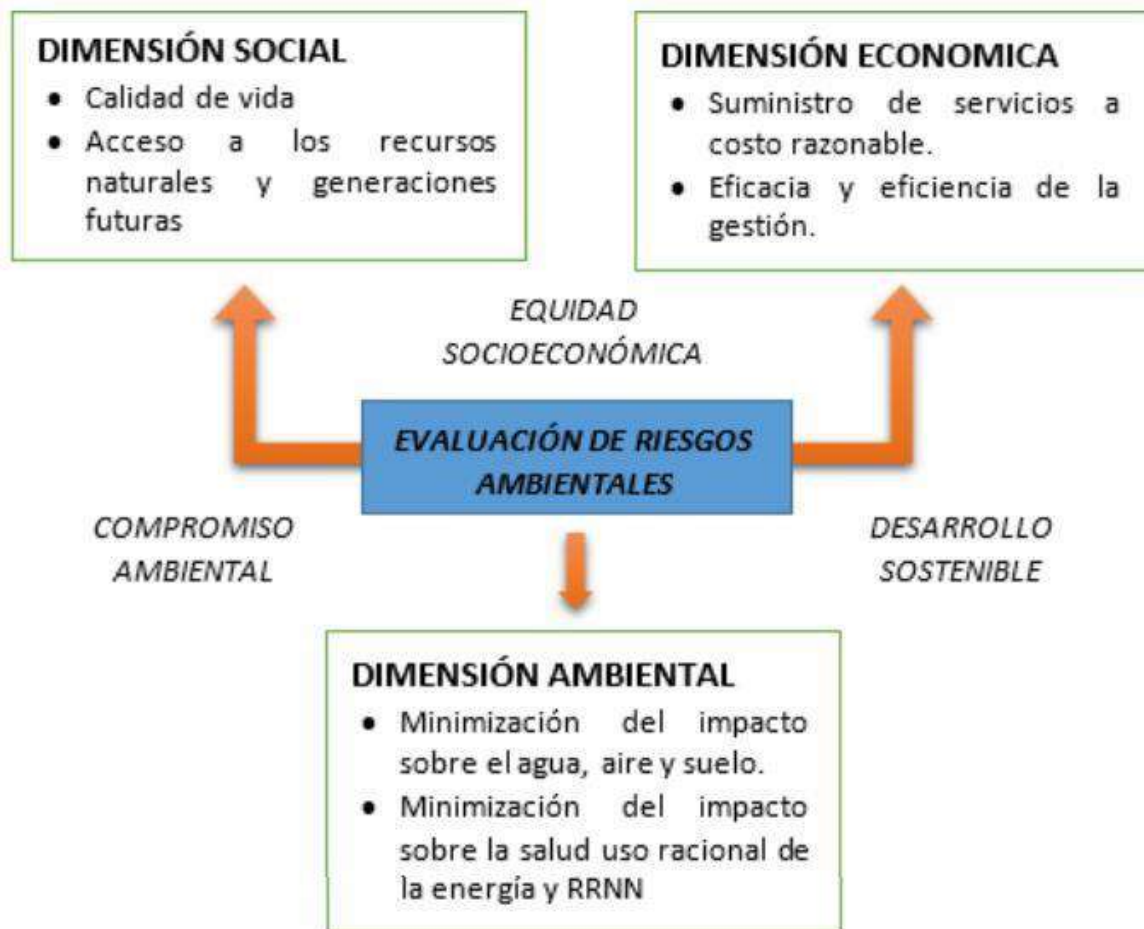 DIMENSIÓN SOCIAL
• Calidad de vida
• Acceso a los recursos
naturales y generaciones
futuras
DIMENSIÓN ECONOMICA
• Suministro de servicios a
costo razonable.
• Eficacia y eficiencia de la
gestión.
EQUIDAD
SOCIOECONÓMICA
EVALUACIÓN DE RIESGOS
AMBIENTALES
COMPROMISO
AMBIENTAL
DESARROLLO
SOSTENIBLE
DIMENSIÓN AMBIENTAL
• Minimización del impacto
sobre el agua, aire y suelo.
• Minimización del impacto
sobre la salud uso racional de
la energía y RRNN